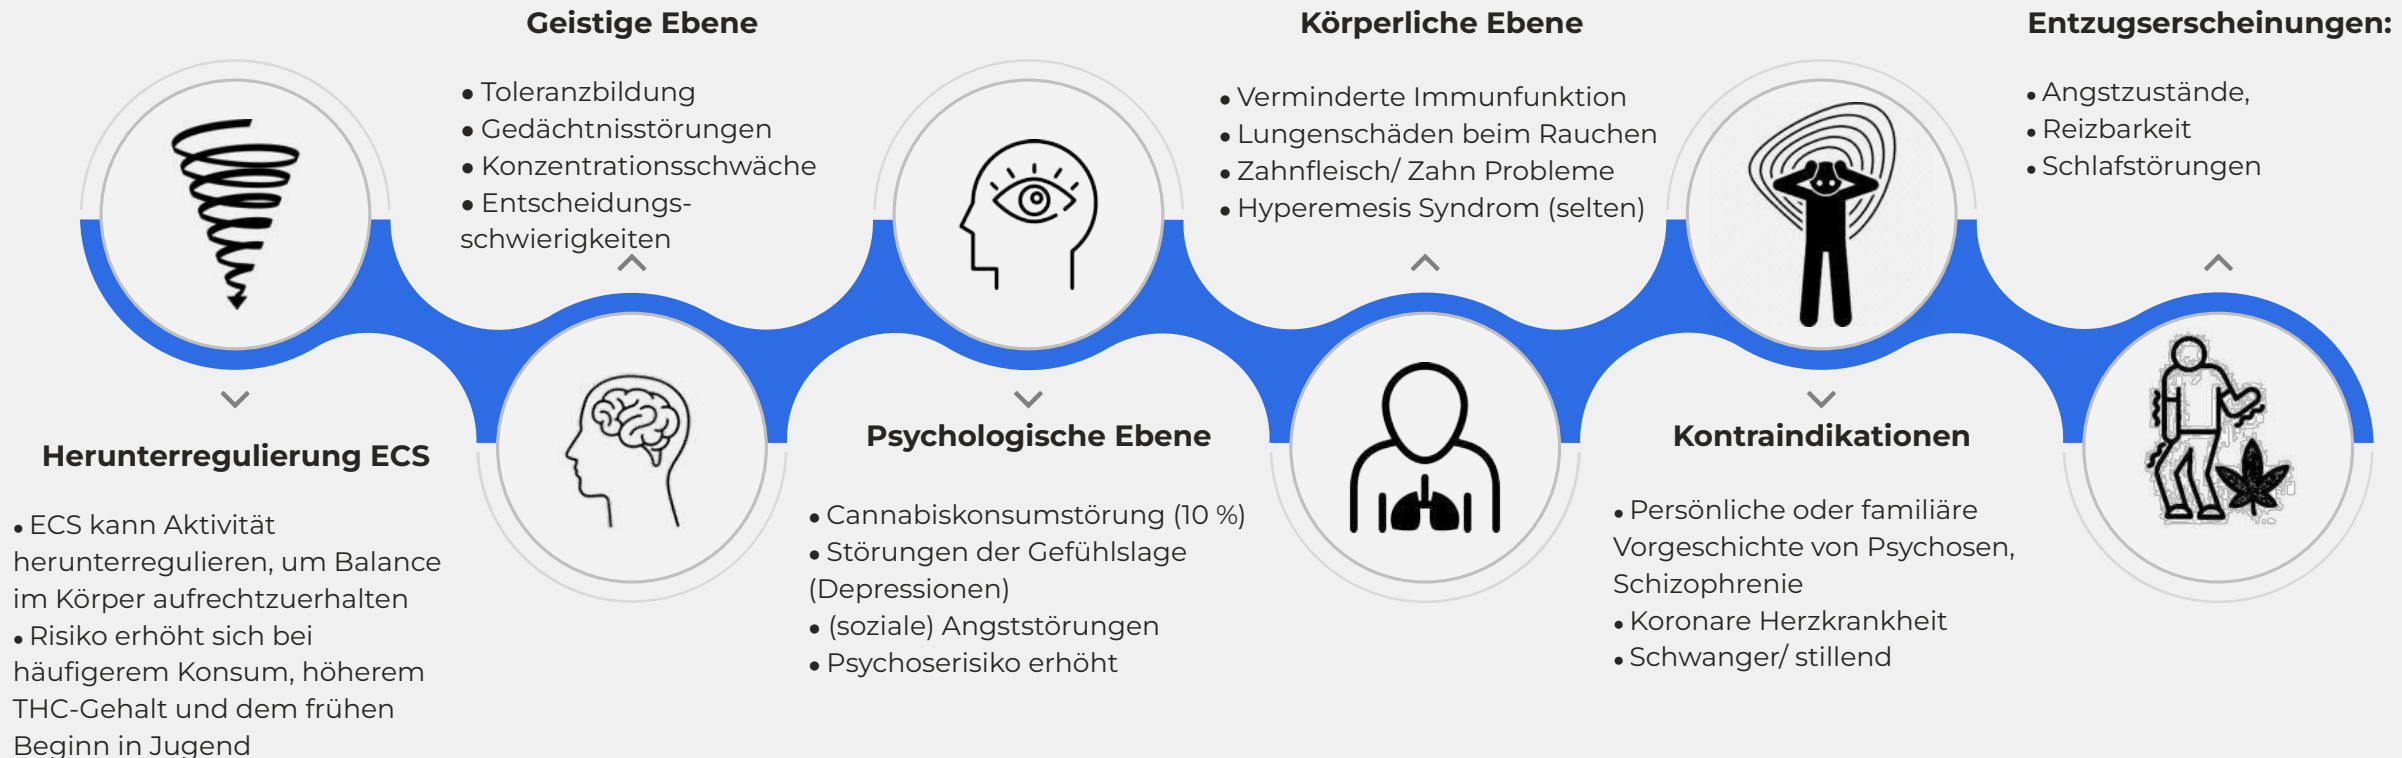 Geistige Ebene
• Toleranzbildung
• Gedächtnisstörungen
• Konzentrationsschwäche
• Entscheidungs-
schwierigkeiten
Körperliche Ebene
• Verminderte Immunfunktion
• Lungenschäden beim Rauchen
• Zahnfleisch/ Zahn Probleme
• Hyperemesis Syndrom (selten)
Entzugserscheinungen:
• Angstzustände,
• Reizbarkeit
• Schlafstörungen
Herunterregulierung ECS
• ECS kann Aktivität
herunterregulieren, um Balance
im Körper aufrechtzuerhalten
• Risiko erhöht sich bei
häufigerem Konsum, höherem
THC-Gehalt und dem frühen
Beginn in Jugend
Psychologische Ebene
• Cannabiskonsumstörung (10 %)
• Störungen der Gefühlslage
(Depressionen)
• (soziale) Angststörungen
• Psychoserisiko erhöht
Kontraindikationen
• Persönliche oder familiäre
Vorgeschichte von Psychosen,
Schizophrenie
• Koronare Herzkrankheit
• Schwanger/ stillend